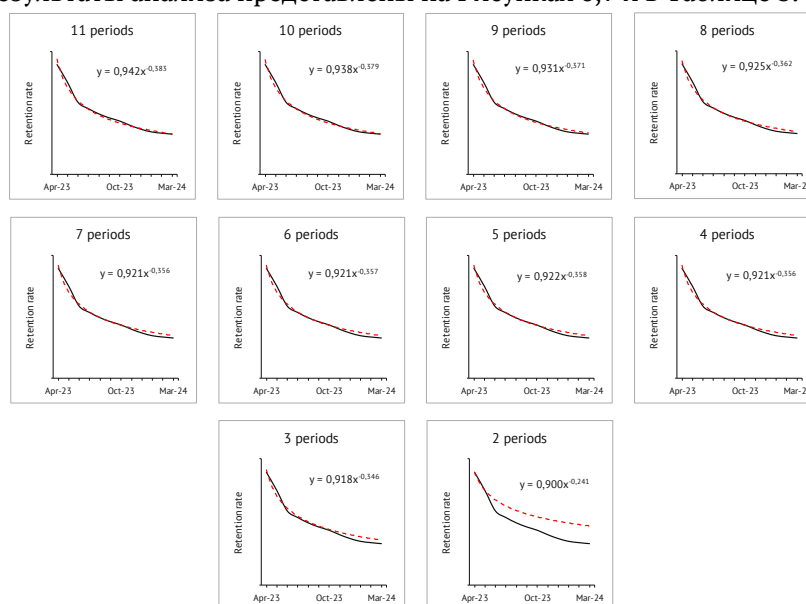 анализа представлены на
11 periods
y = 0,942x-0,383
Retention rate
Apr-23 Oct-23 Mar-24
10 periods
y = 0,938x-0,379
Retention rate
Apr-23 Oct-23 Mar-24
9 periods
y = 0,931x-0,371
Retention rate
Apr-23 Oct-23 Mar-24
8 periods
y = 0,925x-0,362
Retention rate
Apr-23 Oct-23 Mar-24
7 periods
y = 0,921x-0,356
Retention rate
Apr-23 Oct-23 Mar-24
6 periods
y = 0,921x-0,357
Retention rate
Apr-23 Oct-23 Mar-24
5 periods
y = 0,922x-0,358
Retention rate
Apr-23 Oct-23 Mar-24
4 periods
y = 0,921x-0,356
Retention rate
Apr-23 Oct-23 Mar-24
3 periods
y = 0,918x-0,346
Retention rate
Apr-23 Oct-23 Mar-24
2 periods
y = 0,900x-0,241
Retention rate
Apr-23 Oct-23 Mar-24